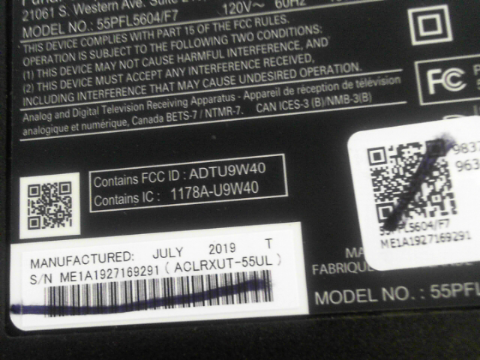 21061 S. Western Ave. Suite
MODEL NO.: 55PFL5604/F7 120V~ 60Hz
THIS DEVICE COMPLIES WITH PART 15 OF THE FCC RULES.
OPERATION IS SUBJECT TO THE FOLLOWING TWO CONDITIONS:
(1) THIS DEVICE MAY NOT CAUSE HARMFUL INTERFERENCE, AND
(2) THIS DEVICE MUST ACCEPT ANY INTERFERENCE RECEIVED,
INCLUDING INTERFERENCE THAT MAY CAUSE UNDESIRED OPERATION.
Analog and Digital Television Receiving Apparatus - Appareil de réception de télévision
analogique et numérique, Canada BETS-7 / NTMR-7. CAN ICES-3 (B)/NMB-3(B)
FC
Contains FCC ID : ADTU9W40
Contains IC : 1178A-U9W40
9837
963
PFL5604/F7
ME1A1927169291
MANUFACTURED: JULY 2019 T
S/N ME1A1927169291 (ACLRXUT-55UL)
MODEL NO. : 55PFL